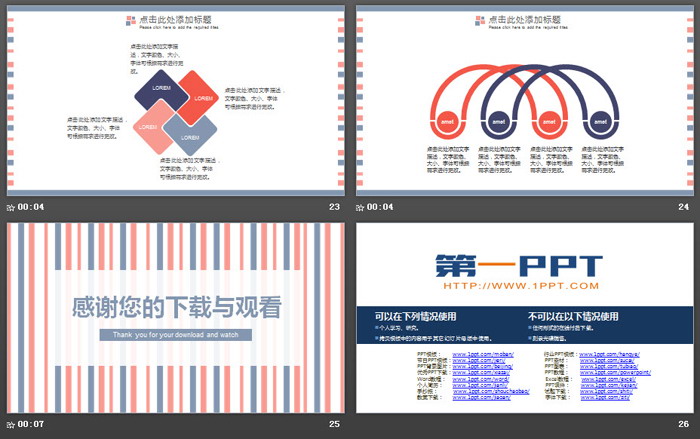 点击此处添加标题
Please click here to add the required titles
点击此处添加文字描
述，文字颜色、大小、
字体可根据需求进行更
改。
LOREM
LOREM
点击此处添加文字描述，
文字颜色、大小、字体
可根据需求进行更改。
点击此处添加文字描述，
文字颜色、大小、字体
可根据需求进行更改。
LOREM
LOREM
点击此处添加文字描述，
文字颜色、大小、字体
可根据需求进行更改。
00:04
23
点击此处添加标题
Please click here to add the required titles
amet
amet
amet
amet
点击此处添加文字
描述，文字颜色、
大小、字体可根据
需求进行更改。
点击此处添加文字
描述，文字颜色、
大小、字体可根据
需求进行更改。
点击此处添加文字
描述，文字颜色、
大小、字体可根据
需求进行更改。
点击此处添加文字
描述，文字颜色、
大小、字体可根据
需求进行更改。
00:04
24
感谢您的下载与观看
Thank you for your download and watch
00:07
25
第一PPT
HTTP://WWW.1PPT.COM
可以在下列情况使用
个人学习、研究。
拷贝模板中的内容用于其它幻灯片母版中使用。
不可以在以下情况使用
任何形式的在线付费下载。
刻录光碟销售。
PPT模板： www.1ppt.com/moban/
节日PPT模板： www.1ppt.com/jieri/
PPT背景图片： www.1ppt.com/beijing/
优秀PPT下载： www.1ppt.com/xiazai/
Word教程： www.1ppt.com/word/
个人简历： www.1ppt.com/jianli/
手抄报： www.1ppt.com/shouchaobao/
教案下载： www.1ppt.com/jiaoan/
行业PPT模板： www.1ppt.com/hangye/
PPT素材： www.1ppt.com/sucai/
PPT图表： www.1ppt.com/tubiao/
PPT教程： www.1ppt.com/powerpoint/
Excel教程： www.1ppt.com/excel/
PPT课件： www.1ppt.com/kejian/
试题下载： www.1ppt.com/shiti/
字体下载： www.1ppt.com/ziti/
26